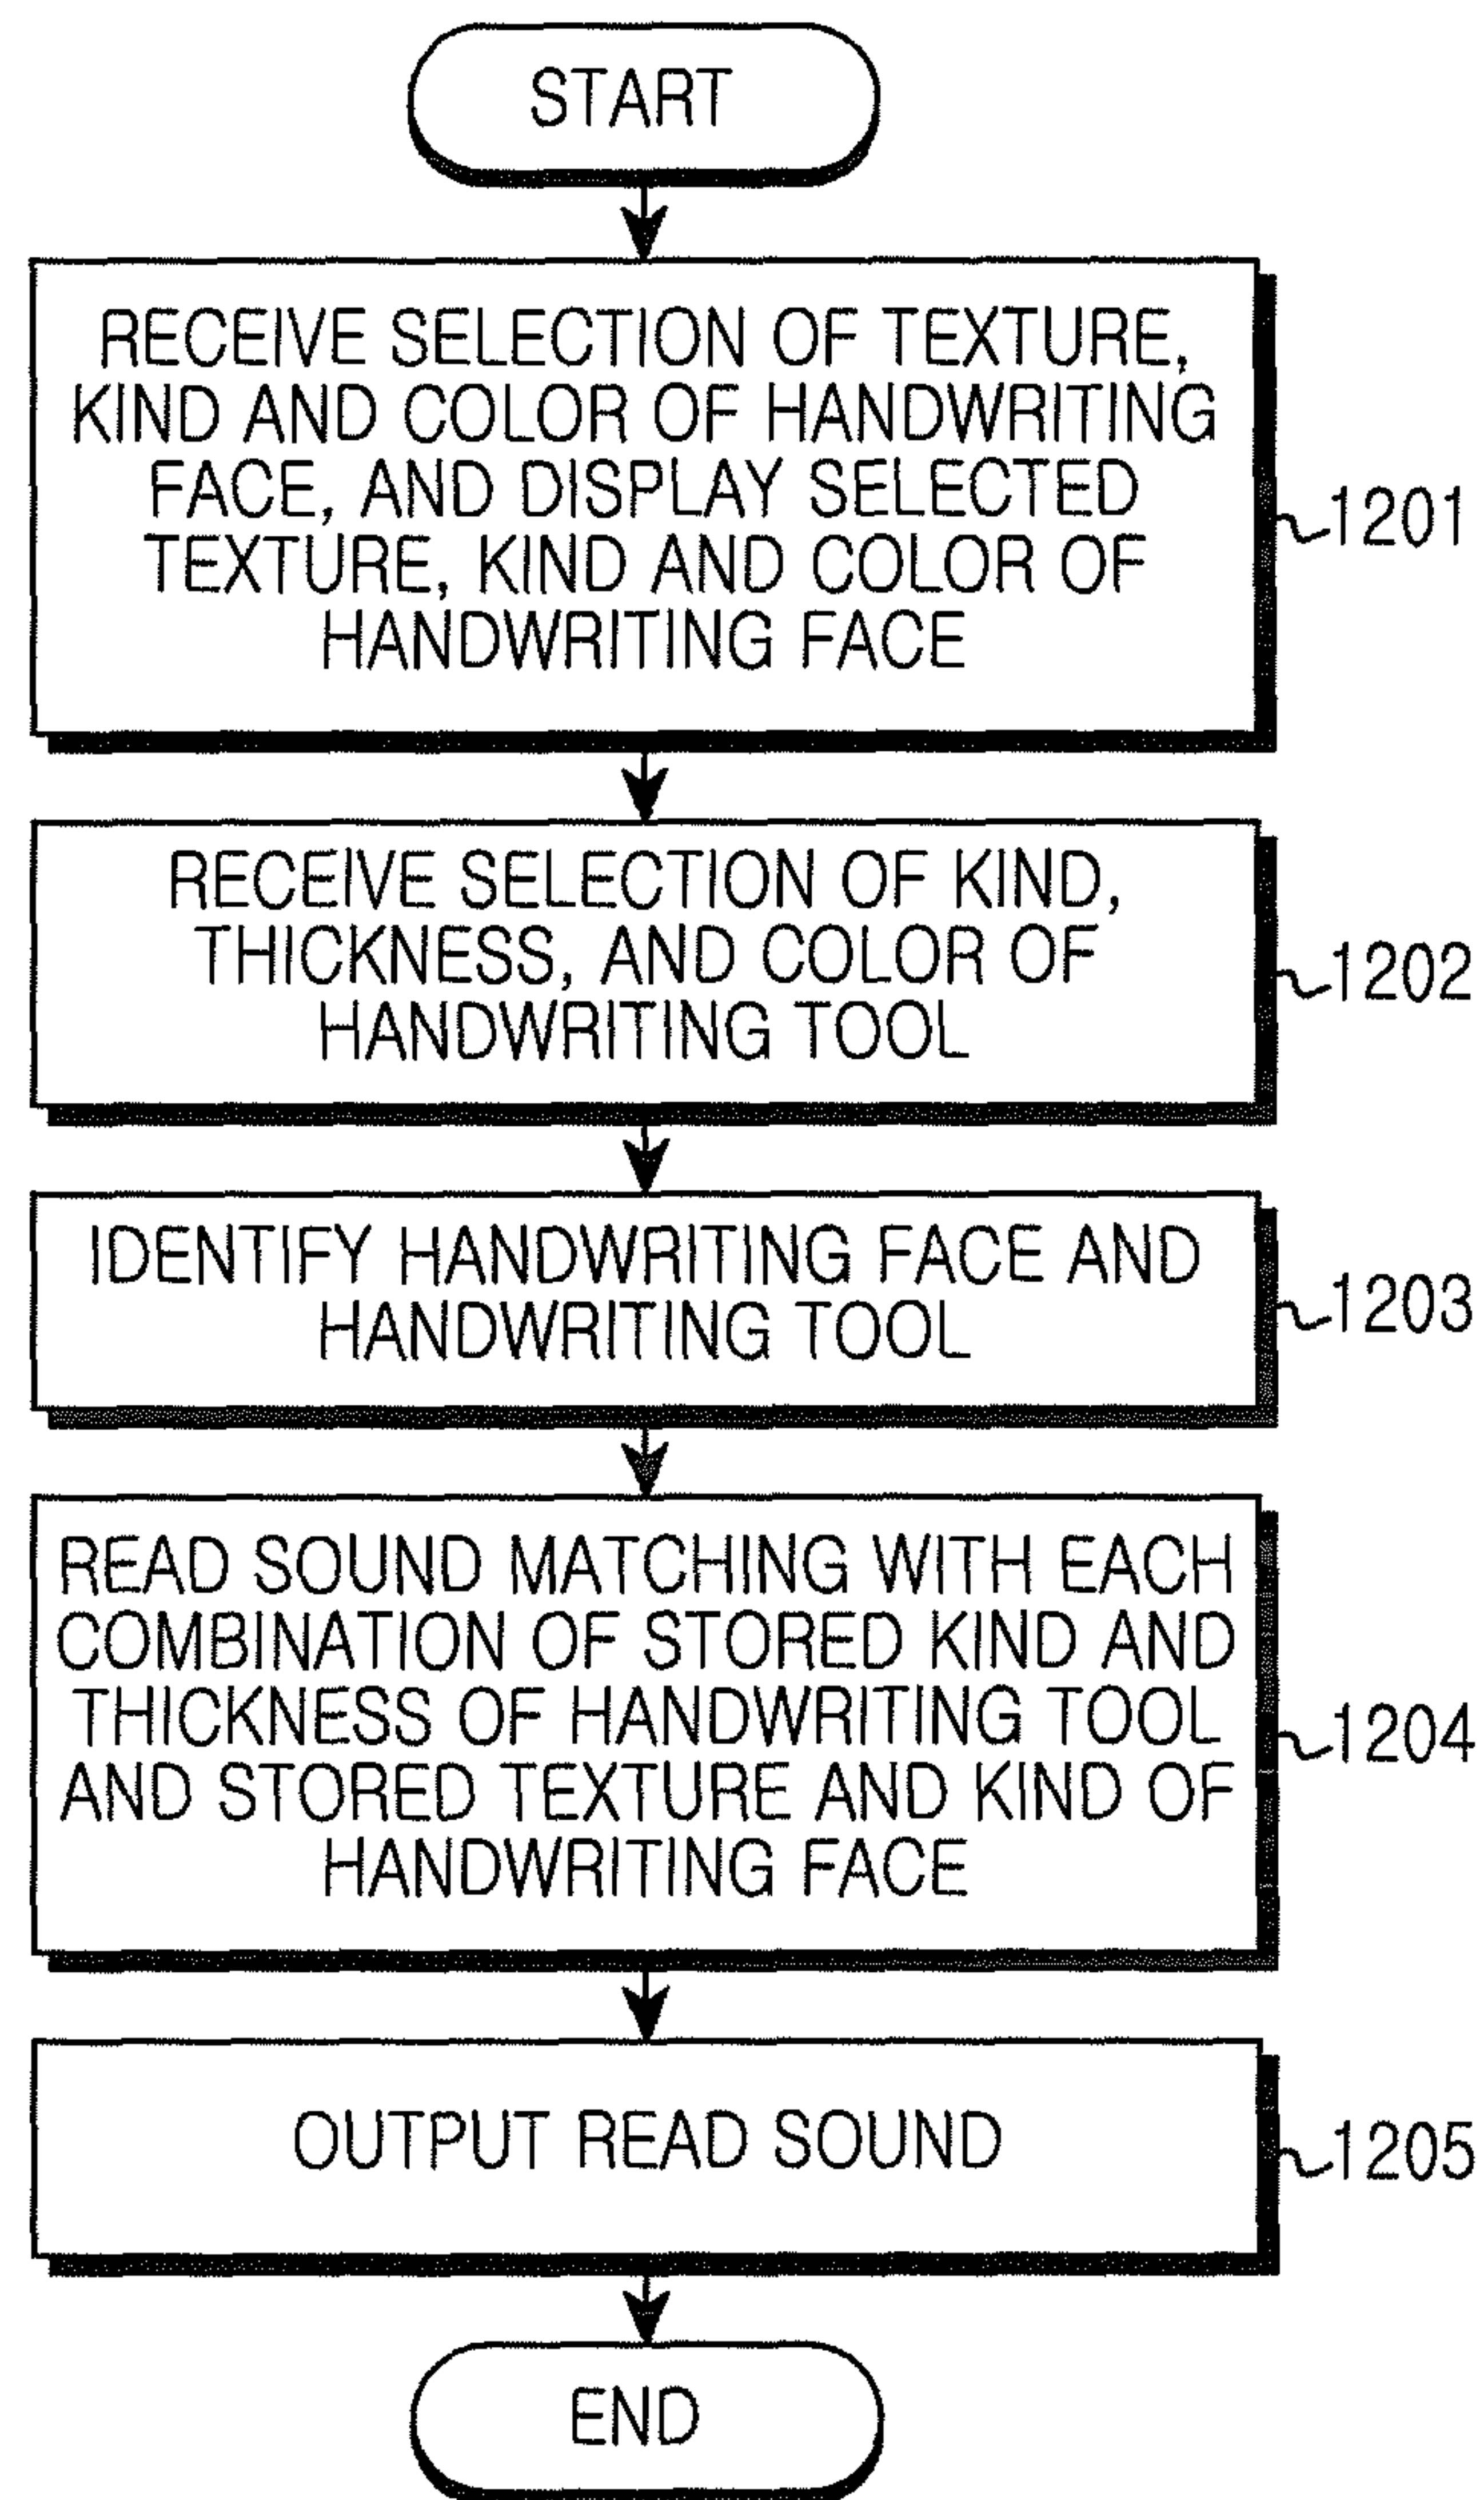 START
RECEIVE SELECTION OF TEXTURE,
KIND AND COLOR OF HANDWRITING
FACE, AND DISPLAY SELECTED
TEXTURE, KIND AND COLOR OF
HANDWRITING FACE
1201
RECEIVE SELECTION OF KIND,
THICKNESS, AND COLOR OF
HANDWRITING TOOL
1202
IDENTIFY HANDWRITING FACE AND
HANDWRITING TOOL
1203
READ SOUND MATCHING WITH EACH
COMBINATION OF STORED KIND AND
THICKNESS OF HANDWRITING TOOL
AND STORED TEXTURE AND KIND OF
HANDWRITING FACE
1204
OUTPUT READ SOUND
1205
END